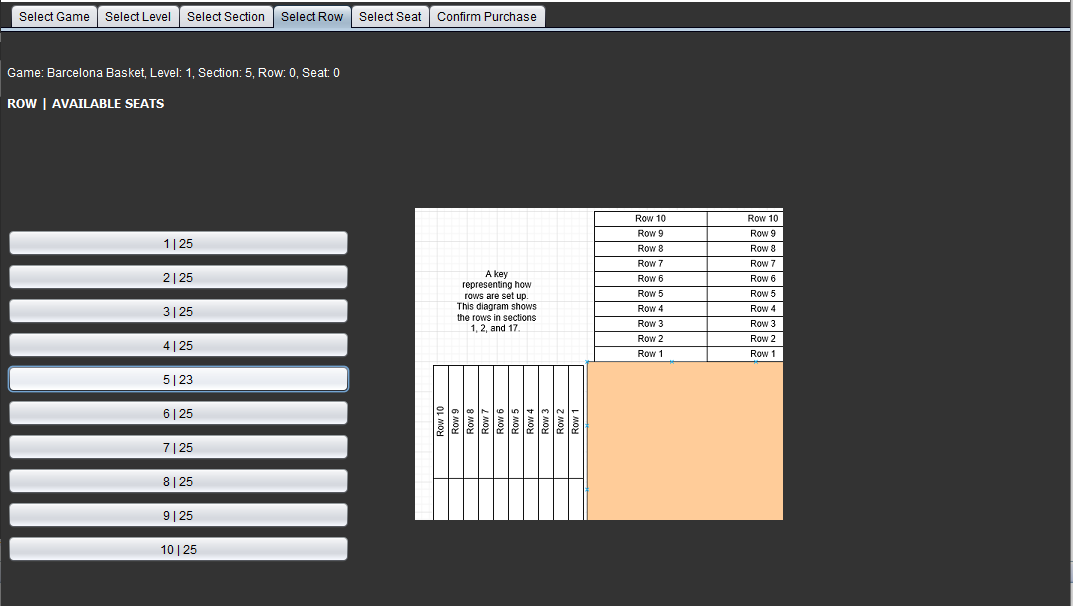 Select Game Select Level Select Section Select Row Select Seat Confirm Purchase
Game: Barcelona Basket, Level: 1, Section: 5, Row: 0, Seat: 0
ROW | AVAILABLE SEATS
1 | 25
2 | 25
3 | 25
4 | 25
5 | 23
6 | 25
7 | 25
8 | 25
9 | 25
10 | 25
A key
representing how
rows are set up.
This diagram shows
the rows in sections
1, 2, and 17.
Row 10 Row 10
Row 9 Row 9
Row 8 Row 8
Row 7 Row 7
Row 6 Row 6
Row 5 Row 5
Row 4 Row 4
Row 3 Row 3
Row 2 Row 2
Row 1 Row 1
Row 10
Row 9
Row 8
Row 7
Row 6
Row 5
Row 4
Row 3
Row 2
Row 1